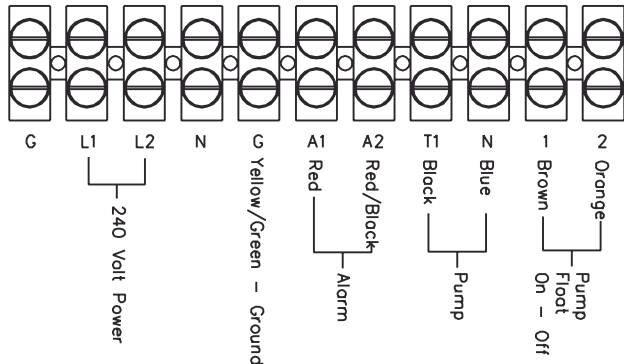 G L1 L2 N G A1 A2 T1 N 1 2
240 Volt Power
Yellow/Green - Ground
Red
Red/Black
Alarm
Black
Blue
Pump
Brown
Orange
Pump
Float
On - Off